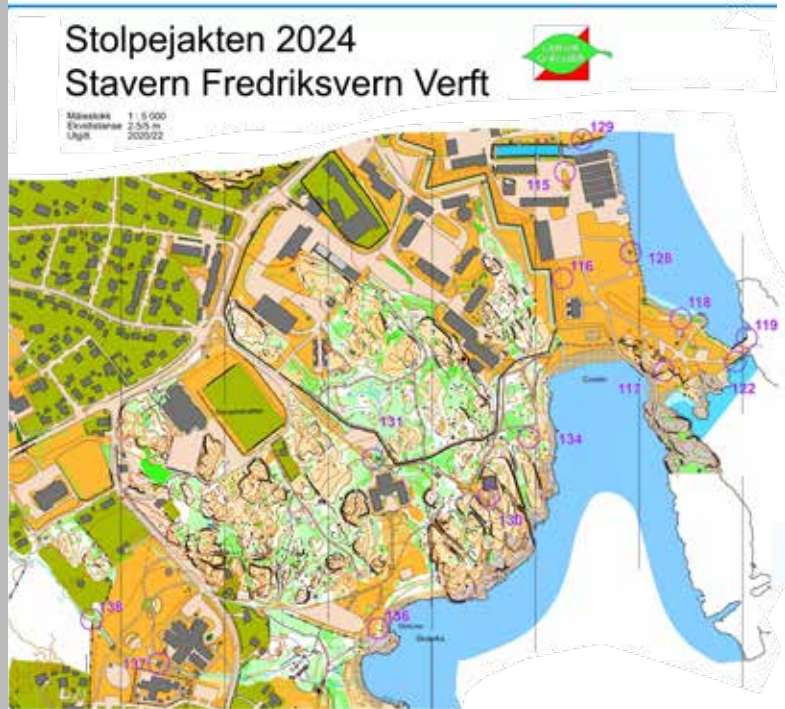 Stolpejakten 2024
Stavern Fredriksvern Verft
Målestokk 1 : 5 000
Ekvidistanse 2.5/5 m
Utgitt 2020/22
129
115
128
116
118
119
117
122
131
134
130
138
136
137